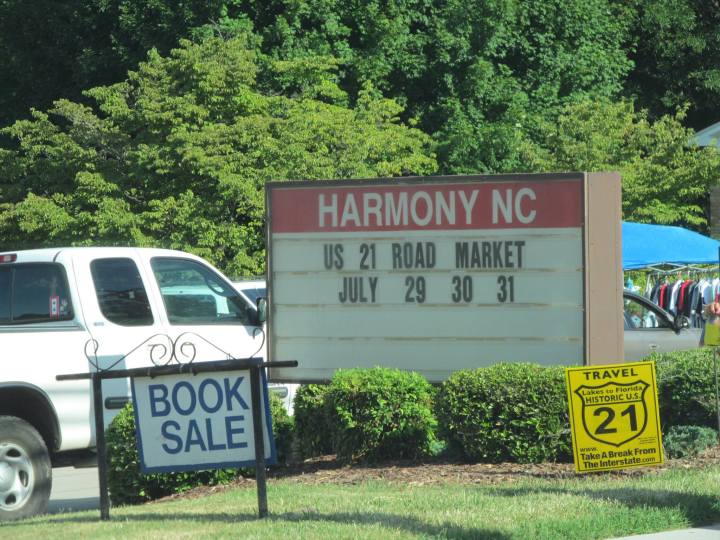 HARMONY NC
US 21 ROAD MARKET
JULY 29 30 31
BOOK
SALE
TRAVEL
Lakes to Florida
HISTORIC U.S.
21
www.
Take A Break From
The Interstate.com